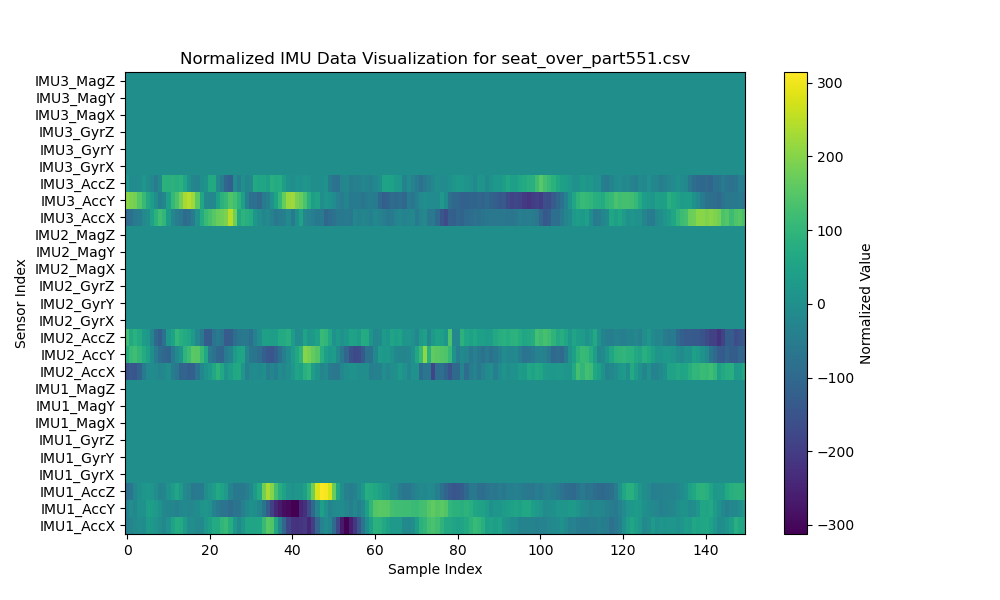 Normalized IMU Data Visualization for seat_over_part551.csv
IMU3_MagZ
IMU3_MagY
IMU3_MagX
IMU3_GyrZ
IMU3_GyrY
IMU3_GyrX
IMU3_AccZ
IMU3_AccY
IMU3_AccX
IMU2_MagZ
IMU2_MagY
IMU2_MagX
IMU2_GyrZ
IMU2_GyrY
IMU2_GyrX
IMU2_AccZ
IMU2_AccY
IMU2_AccX
IMU1_MagZ
IMU1_MagY
IMU1_MagX
IMU1_GyrZ
IMU1_GyrY
IMU1_GyrX
IMU1_AccZ
IMU1_AccY
IMU1_AccX
Sensor Index
0 20 40 60 80 100 120 140
Sample Index
300
200
100
0
−100
−200
−300
Normalized Value